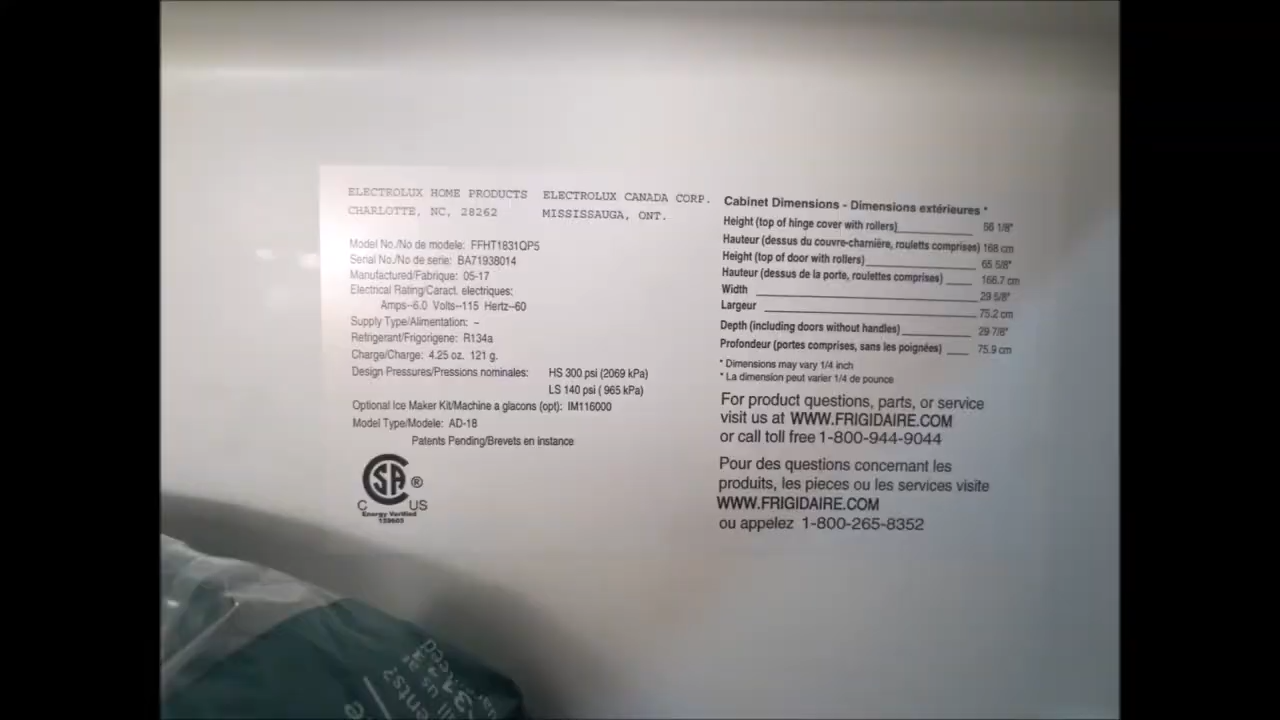 ELECTROLUX HOME PRODUCTS ELECTROLUX CANADA CORP.
CHARLOTTE, NC, 28262 MISSISSAUGA, ONT.
Model No./No de modele: FFHT1831QP5
Serial No./No de serie: BA71938014
Manufactured/Fabrique: 05-17
Electrical Rating/Caract. electriques:
Amps--6.0 Volts--115 Hertz--60
Supply Type/Alimentation: –
Refrigerant/Frigorigene: R134a
Charge/Charge: 4.25 oz. 121 g.
Design Pressures/Pressions nominales: HS 300 psi (2069 kPa)
LS 140 psi ( 965 kPa)
Optional Ice Maker Kit/Machine a glacons (opt): IM116000
Model Type/Modele: AD-18
Patents Pending/Brevets en instance
SA ®
C US
Energy Verified
Cabinet Dimensions - Dimensions extérieures *
Height (top of hinge cover with rollers) 66 1/8"
Hauteur (dessus du couvre-charnière, roulettes comprises) 168 cm
Height (top of door with rollers) 65 5/8"
Hauteur (dessus de la porte, roulettes comprises) 166.7 cm
Width 29 5/8"
Largeur 75.2 cm
Depth (including doors without handles) 29-7/8"
Profondeur (portes comprises, sans les poignées) 75.9 cm
* Dimensions may vary 1/4 inch
* La dimension peut varier 1/4 de pounce
For product questions, parts, or service
visit us at WWW.FRIGIDAIRE.COM
or call toll free 1-800-944-9044
Pour des questions concernant les
produits, les pieces ou les services visite
WWW.FRIGIDAIRE.COM
ou appelez 1-800-265-8352